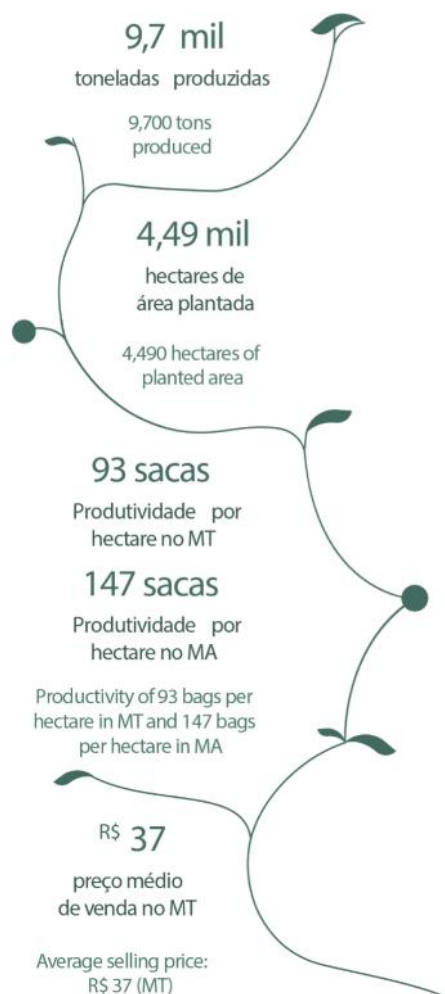 9,7 mil
toneladas produzidas
9,700 tons
produced
4,49 mil
hectares de
área plantada
4,490 hectares of
planted area
93 sacas
Produtividade por
hectare no MT
147 sacas
Produtividade por
hectare no MA
Productivity of 93 bags per
hectare in MT and 147 bags
per hectare in MA
R$ 37
preço médio
de venda no MT
Average selling price:
R$ 37 (MT)